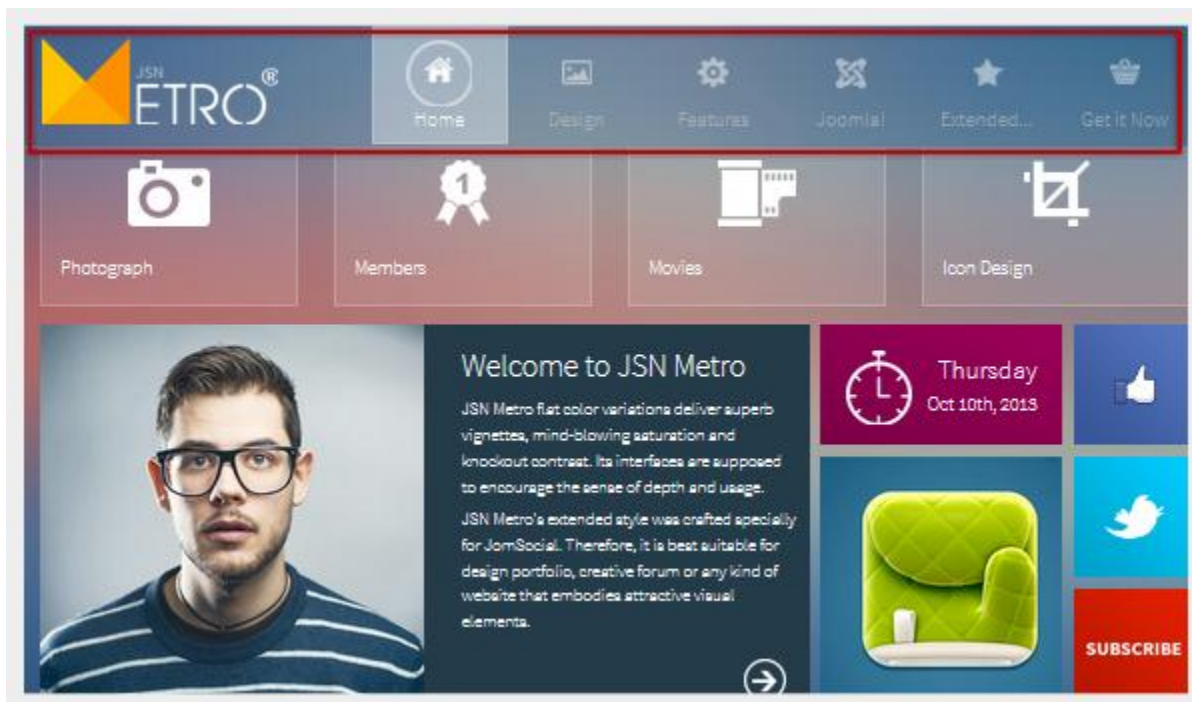 JSN
ETRO®
Home
Design
Features
Joomla!
Extended...
Get it Now
1
Photograph
Members
Movies
Icon Design
Welcome to JSN Metro
JSN Metro flat color variations deliver superb
vignettes, mind-blowing saturation and
knockout contrast. Its interfaces are supposed
to encourage the sense of depth and usage.
JSN Metro's extended style was crafted specially
for JomSocial. Therefore, it is best suitable for
design portfolio, creative forum or any kind of
website that embodies attractive visual
elements.
Thursday
Oct 10th, 2013
SUBSCRIBE